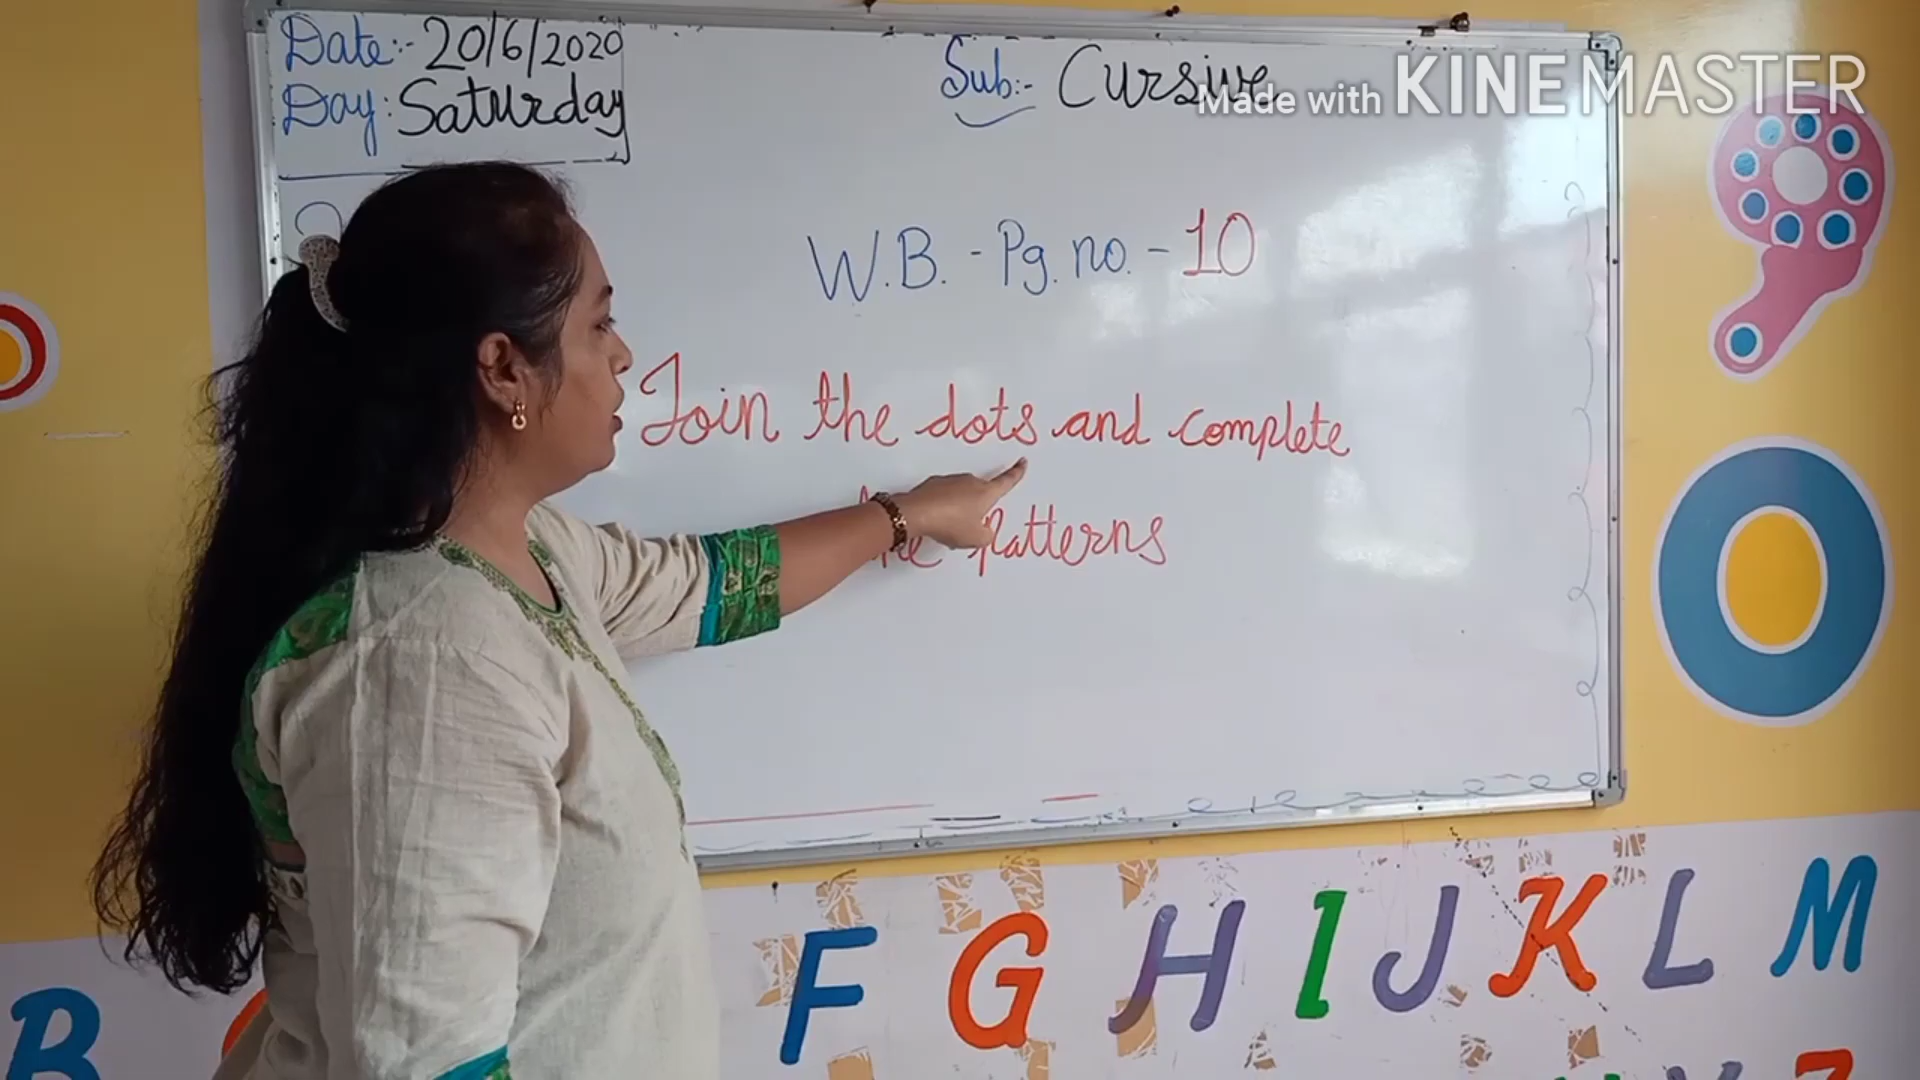 Date:- 20/6/2020
Day: Saturday
Sub:- Cursive
Made with KINEMASTER
W.B. - Pg. no. - 10
Join the dots and complete
the patterns
B
F G H I J K L M